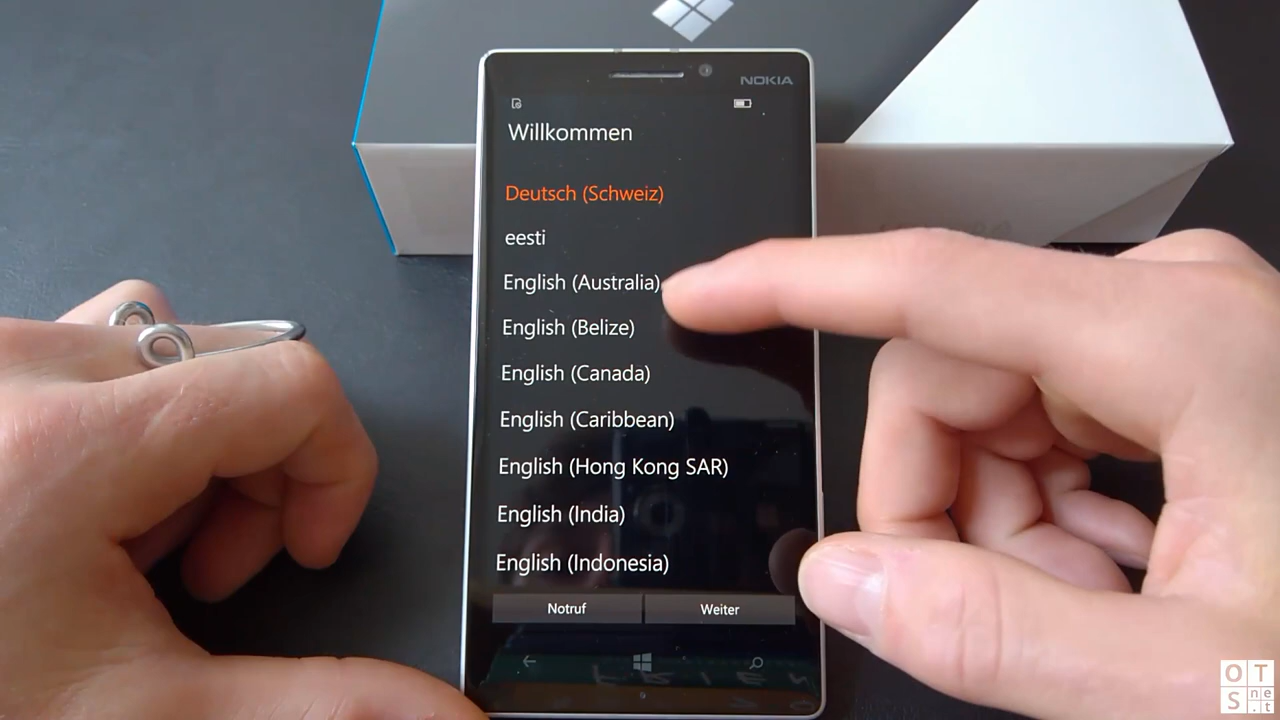 NOKIA
Willkommen
Deutsch (Schweiz)
eesti
English (Australia)
English (Belize)
English (Canada)
English (Caribbean)
English (Hong Kong SAR)
English (India)
English (Indonesia)
Notruf
Weiter
OT
S net